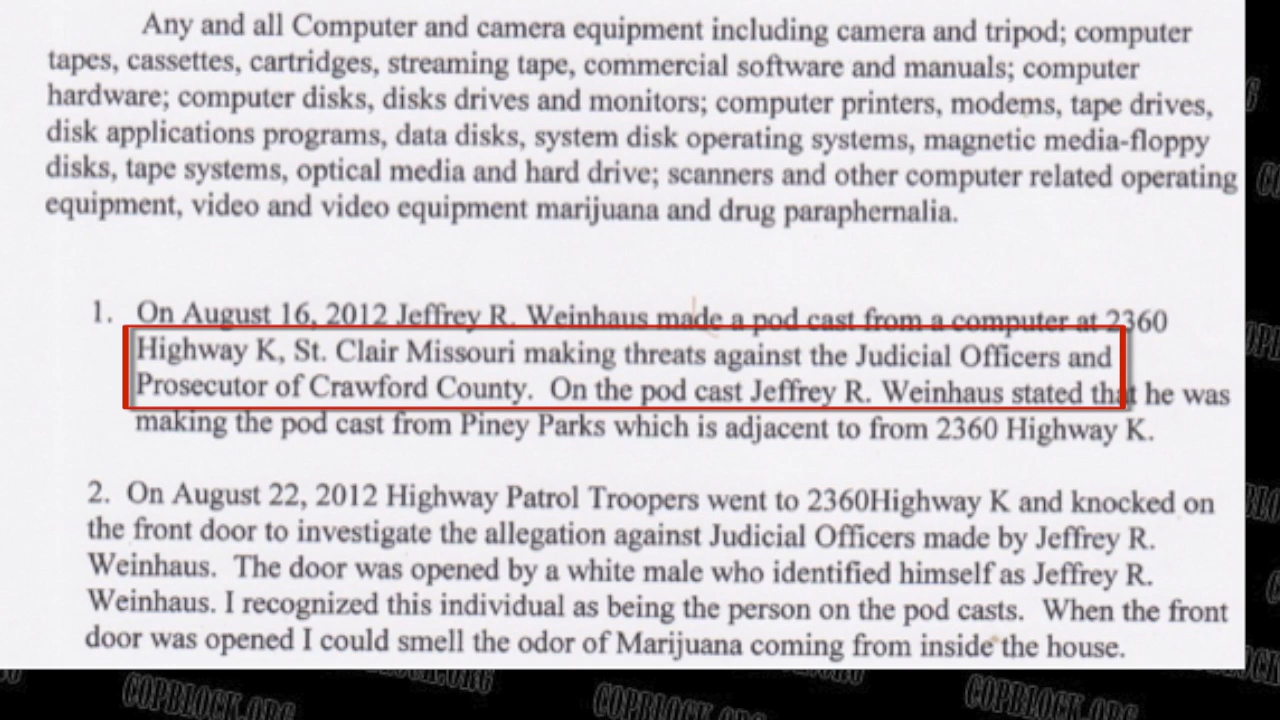 Any and all Computer and camera equipment including camera and tripod; computer
tapes, cassettes, cartridges, streaming tape, commercial software and manuals; computer
hardware; computer disks, disks drives and monitors; computer printers, modems, tape drives,
disk applications programs, data disks, system disk operating systems, magnetic media-floppy
disks, tape systems, optical media and hard drive; scanners and other computer related operating
equipment, video and video equipment marijuana and drug paraphernalia.
1. On August 16, 2012 Jeffrey R. Weinhaus made a pod cast from a computer at 2360
Highway K, St. Clair Missouri making threats against the Judicial Officers and
Prosecutor of Crawford County. On the pod cast Jeffrey R. Weinhaus stated that he was
making the pod cast from Piney Parks which is adjacent to from 2360 Highway K.
2. On August 22, 2012 Highway Patrol Troopers went to 2360Highway K and knocked on
the front door to investigate the allegation against Judicial Officers made by Jeffrey R.
Weinhaus. The door was opened by a white male who identified himself as Jeffrey R.
Weinhaus. I recognized this individual as being the person on the pod casts. When the front
door was opened I could smell the odor of Marijuana coming from inside the house.
COPBLOCK.ORG
COPBLOCK.ORG
COPBLOCK.ORG